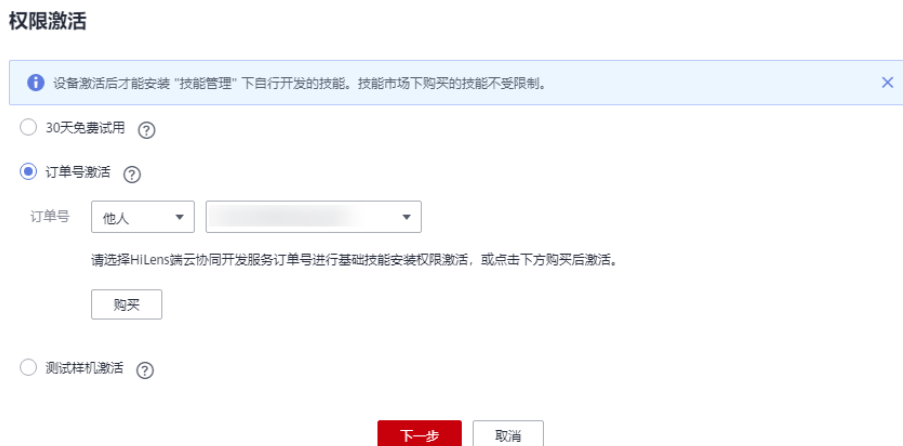 权限激活
设备激活后才能安装 "技能管理" 下自行开发的技能。技能市场下购买的技能不受限制。
30天免费试用 ?
订单号激活 ?
订单号 他人
请选择HiLens端云协同开发服务订单号进行基础技能安装权限激活，或点击下方购买后激活。
购买
测试样机激活 ?
下一步 取消